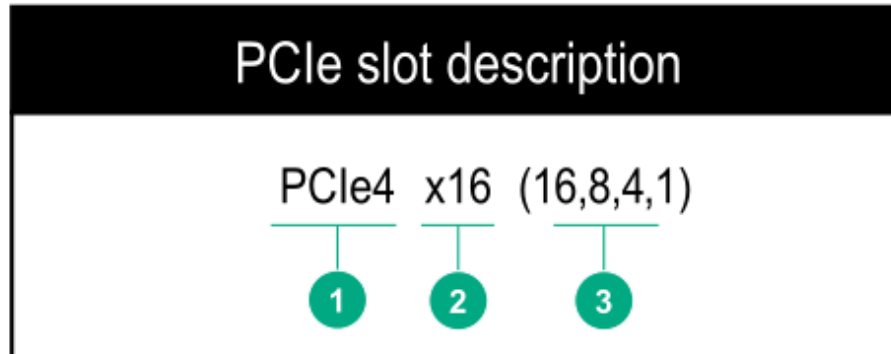 PCIe slot description
PCIe4 x16 (16,8,4,1)
1 2 3